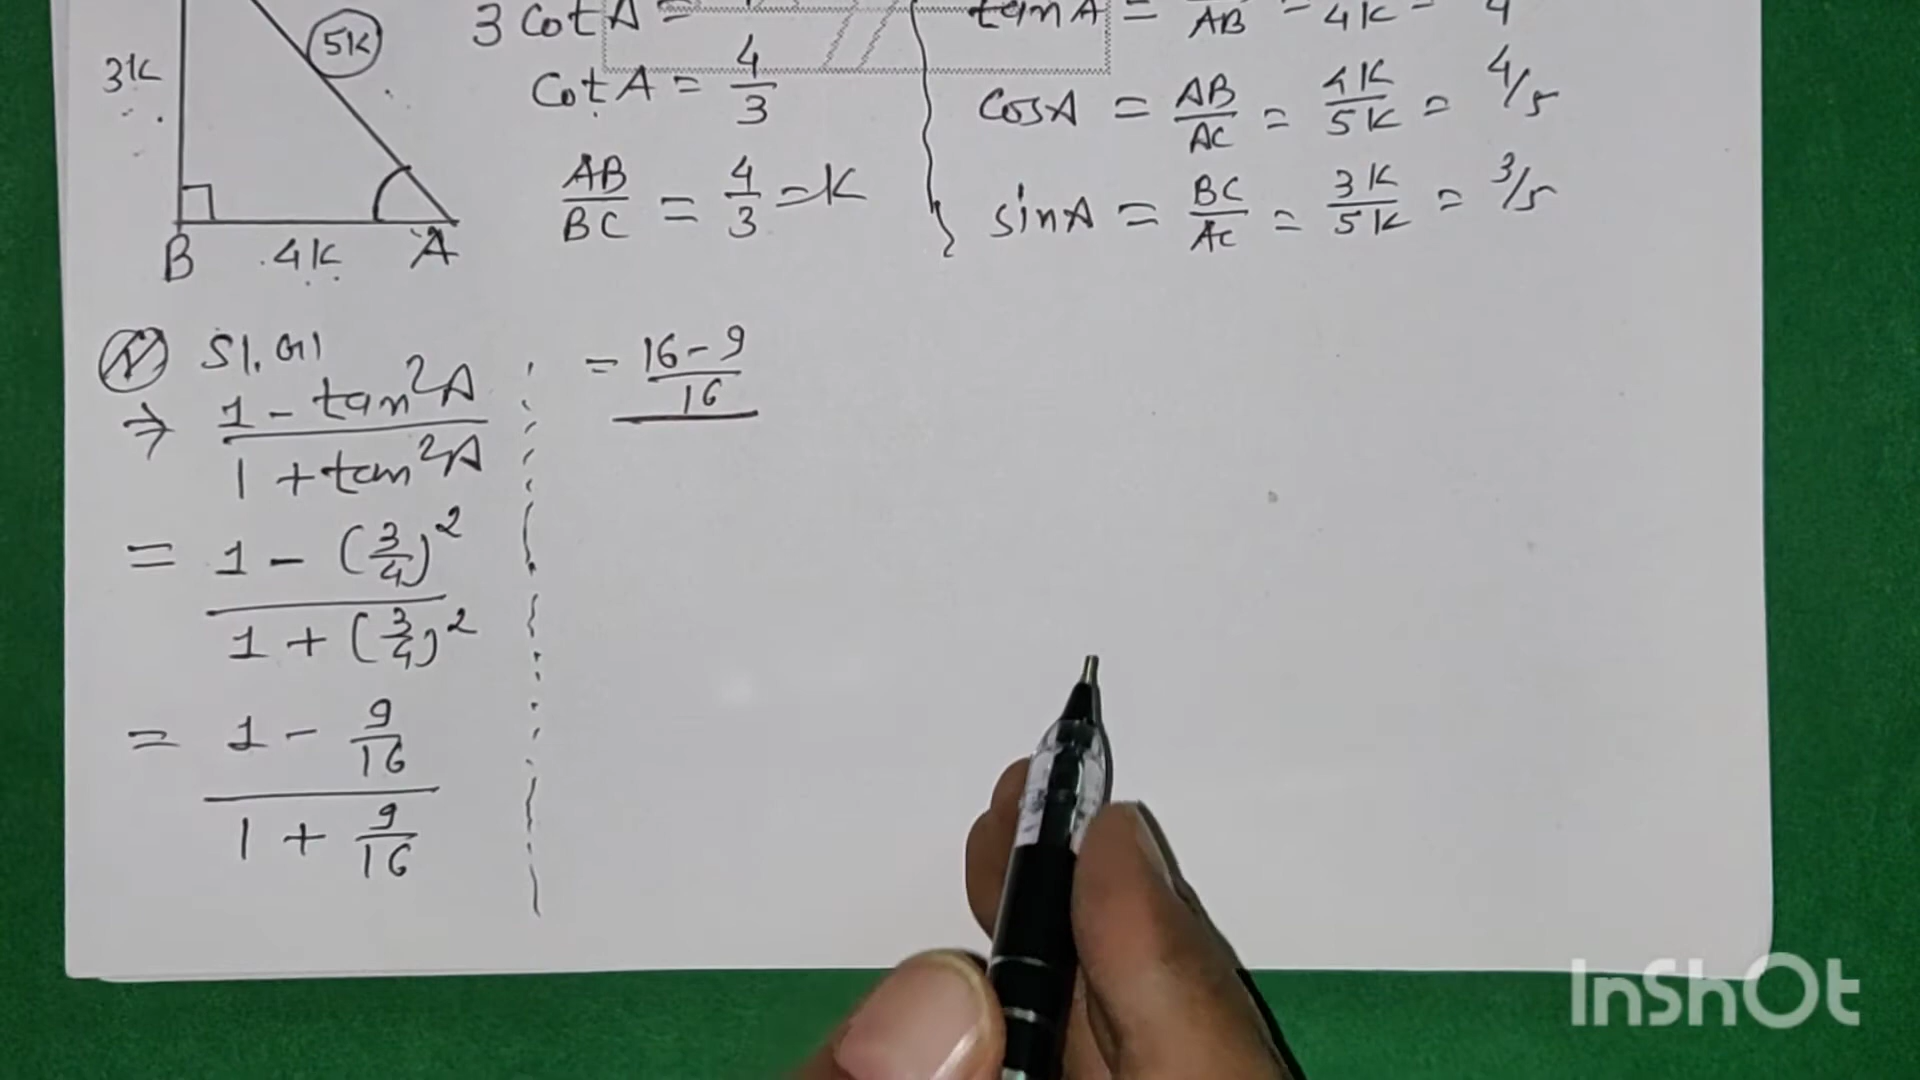 3K
5K
B 4K A
3 cot A =
cot A = 4/3
AB/BC = 4/3 = K
tan A = /AB = /4K = /4
cos A = AB/AC = 4K/5K = 4/5
sin A = BC/AC = 3K/5K = 3/5
⇒ 1 - tan²A / 1 + tan²A
= 1 - (3/4)² / 1 + (3/4)²
= 1 - 9/16 / 1 + 9/16
= 16 - 9 / 16
InShOt